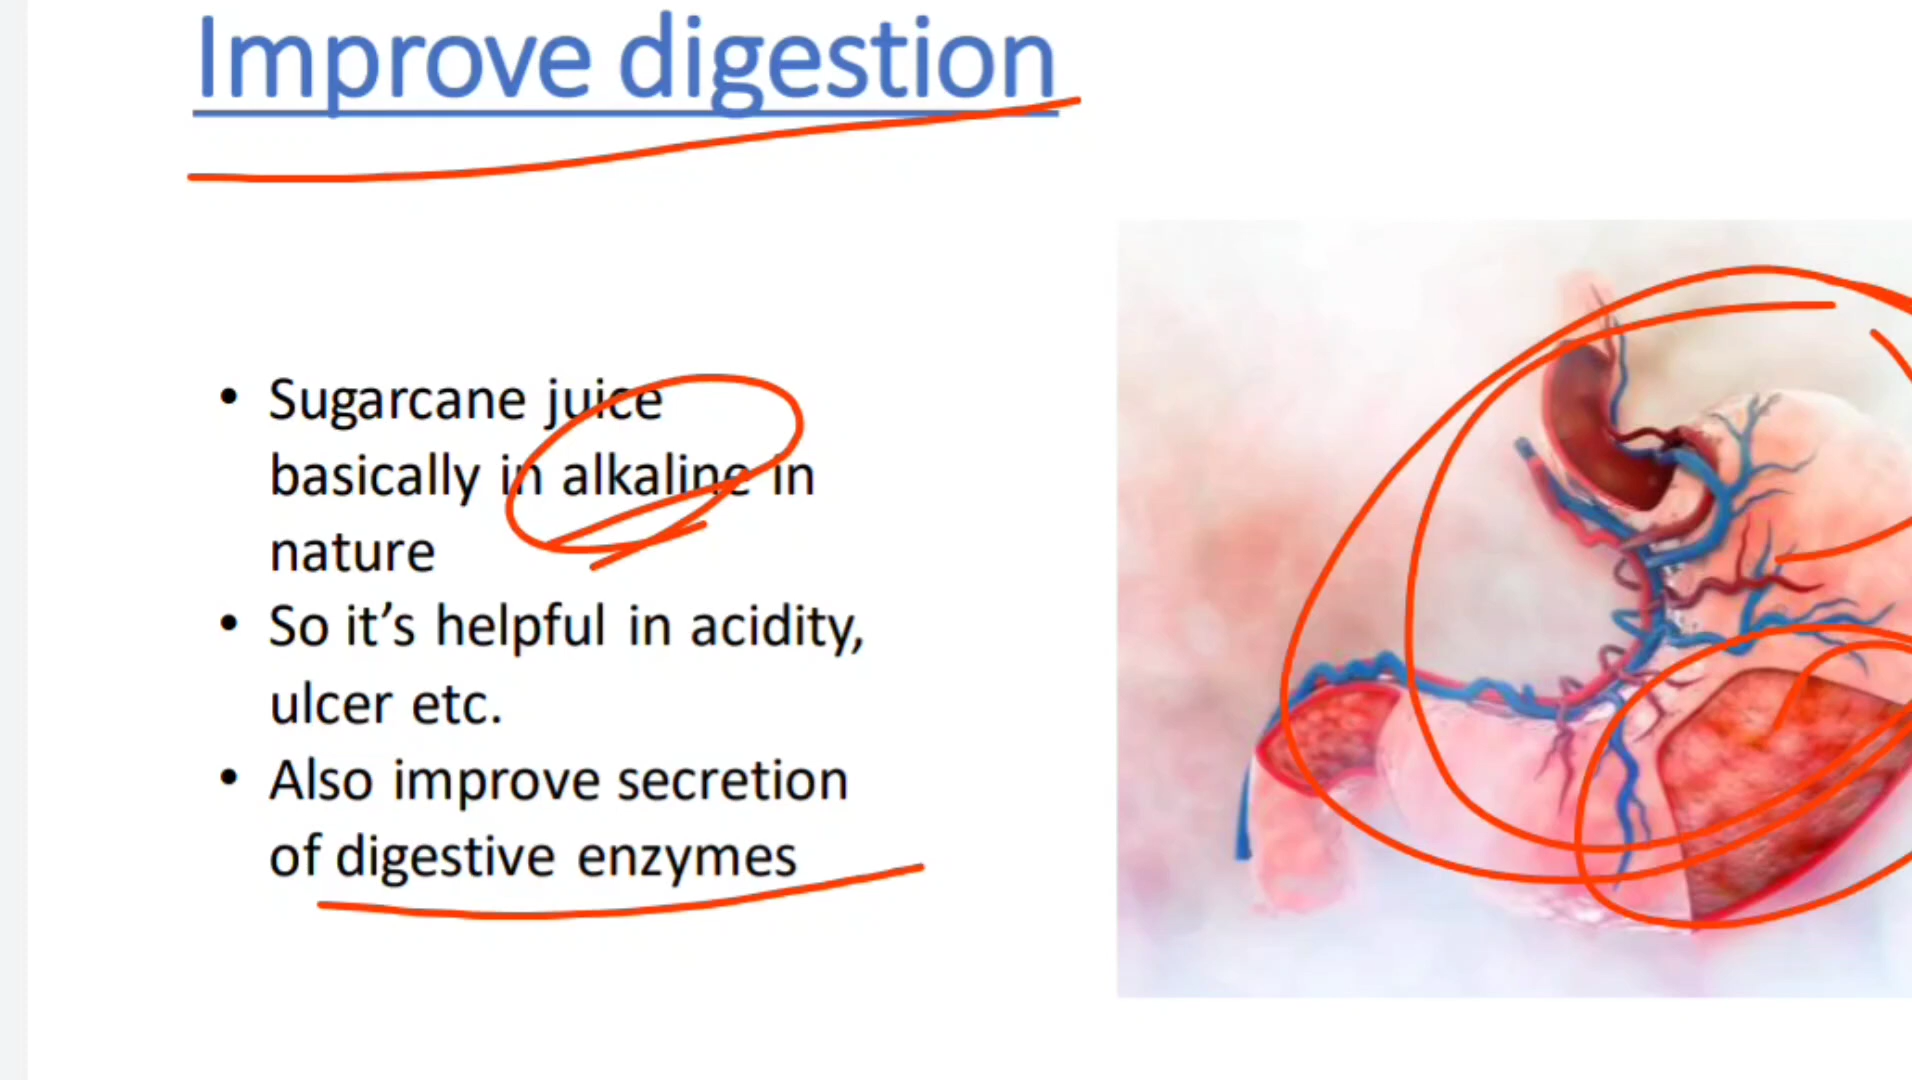 Improve digestion
• Sugarcane juice
basically in alkaline in
nature
• So it’s helpful in acidity,
ulcer etc.
• Also improve secretion
of digestive enzymes